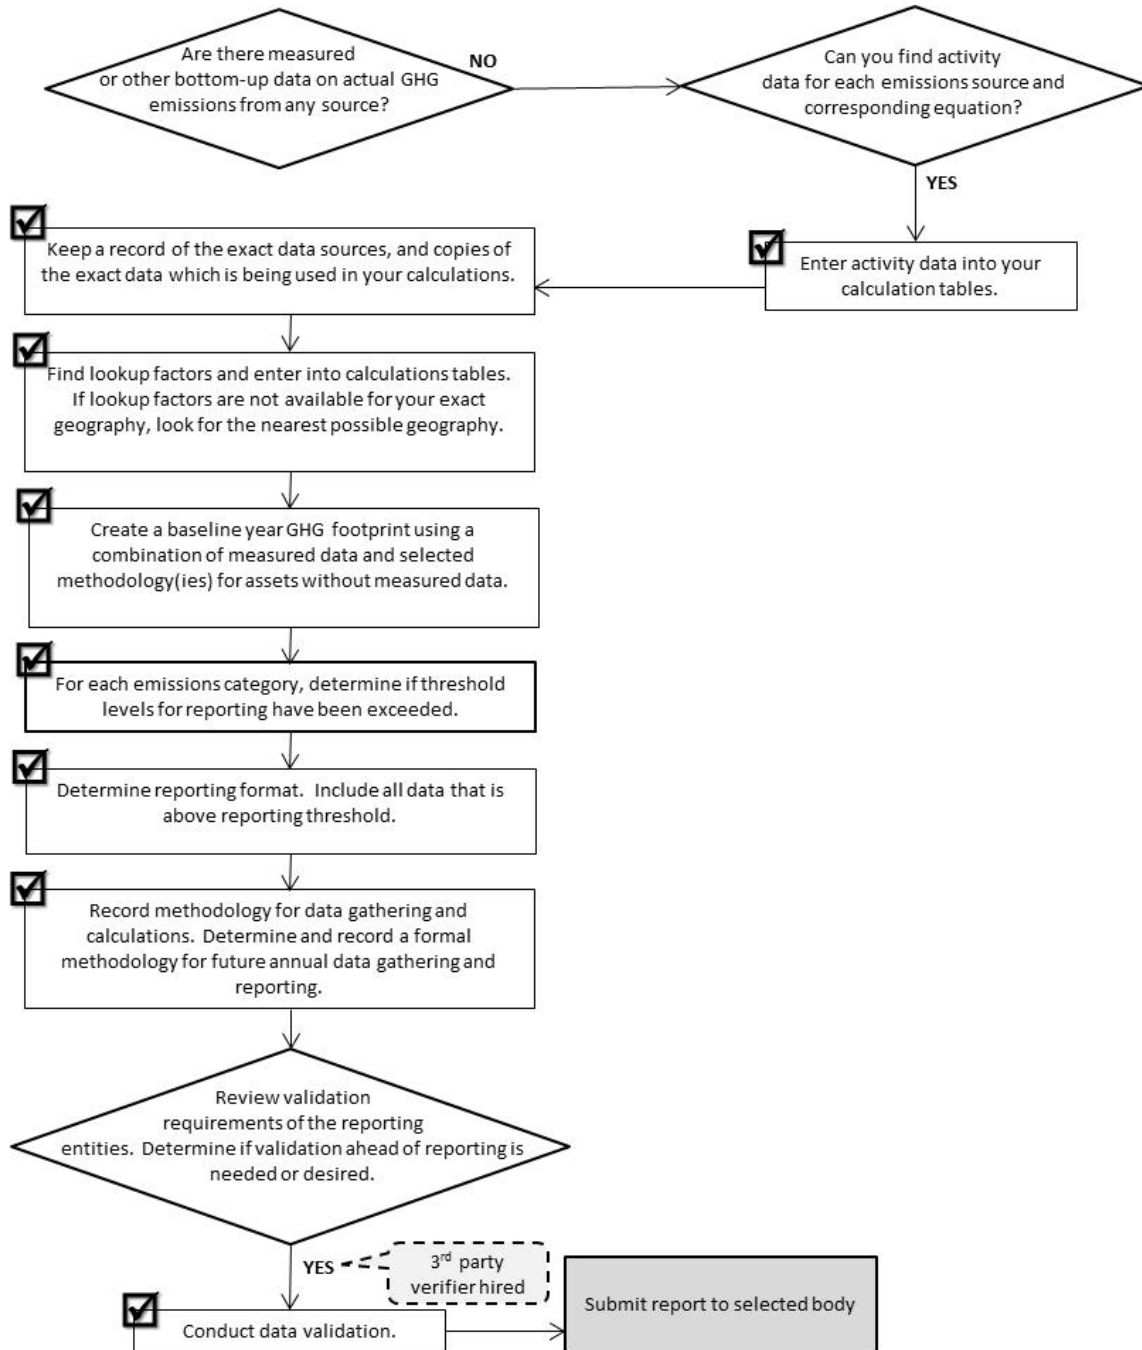 Are there measured
or other bottom-up data on actual GHG
emissions from any source?
NO
Can you find activity
data for each emissions source and
corresponding equation?
YES
Enter activity data into your
calculation tables.
Keep a record of the exact data sources, and copies of
the exact data which is being used in your calculations.
Find lookup factors and enter into calculations tables.
If lookup factors are not available for your exact
geography, look for the nearest possible geography.
Create a baseline year GHG footprint using a
combination of measured data and selected
methodology(ies) for assets without measured data.
For each emissions category, determine if threshold
levels for reporting have been exceeded.
Determine reporting format. Include all data that is
above reporting threshold.
Record methodology for data gathering and
calculations. Determine and record a formal
methodology for future annual data gathering and
reporting.
Review validation
requirements of the reporting
entities. Determine if validation ahead of reporting is
needed or desired.
YES
3rd party
verifier hired
Conduct data validation.
Submit report to selected body